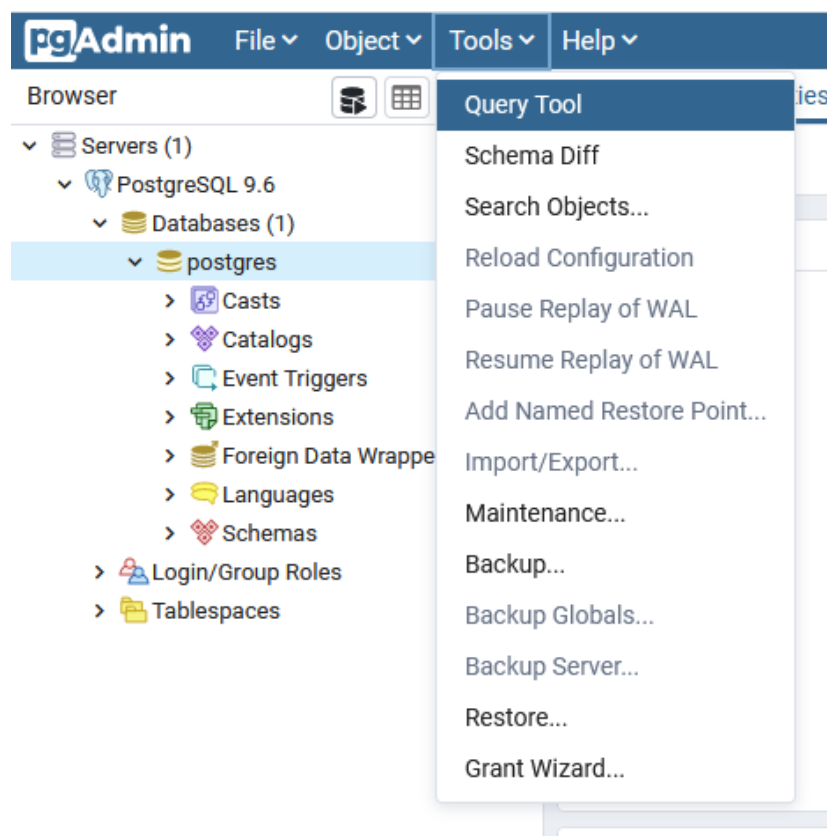 pgAdmin File Object Tools Help
Browser
Servers (1)
PostgreSQL 9.6
Databases (1)
postgres
Casts
Catalogs
Event Triggers
Extensions
Foreign Data Wrappe
Languages
Schemas
Login/Group Roles
Tablespaces
Query Tool
Schema Diff
Search Objects...
Reload Configuration
Pause Replay of WAL
Resume Replay of WAL
Add Named Restore Point...
Import/Export...
Maintenance...
Backup...
Backup Globals...
Backup Server...
Restore...
Grant Wizard...
ies